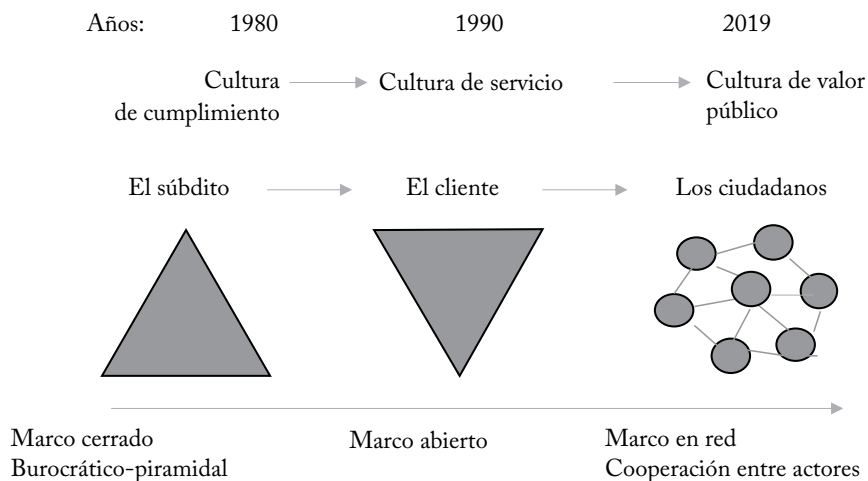 Años: 1980 1990 2019
Cultura
de cumplimiento
Cultura de servicio
Cultura de valor
público
El súbdito El cliente Los ciudadanos
Marco cerrado
Burocrático-piramidal
Marco abierto
Marco en red
Cooperación entre actores